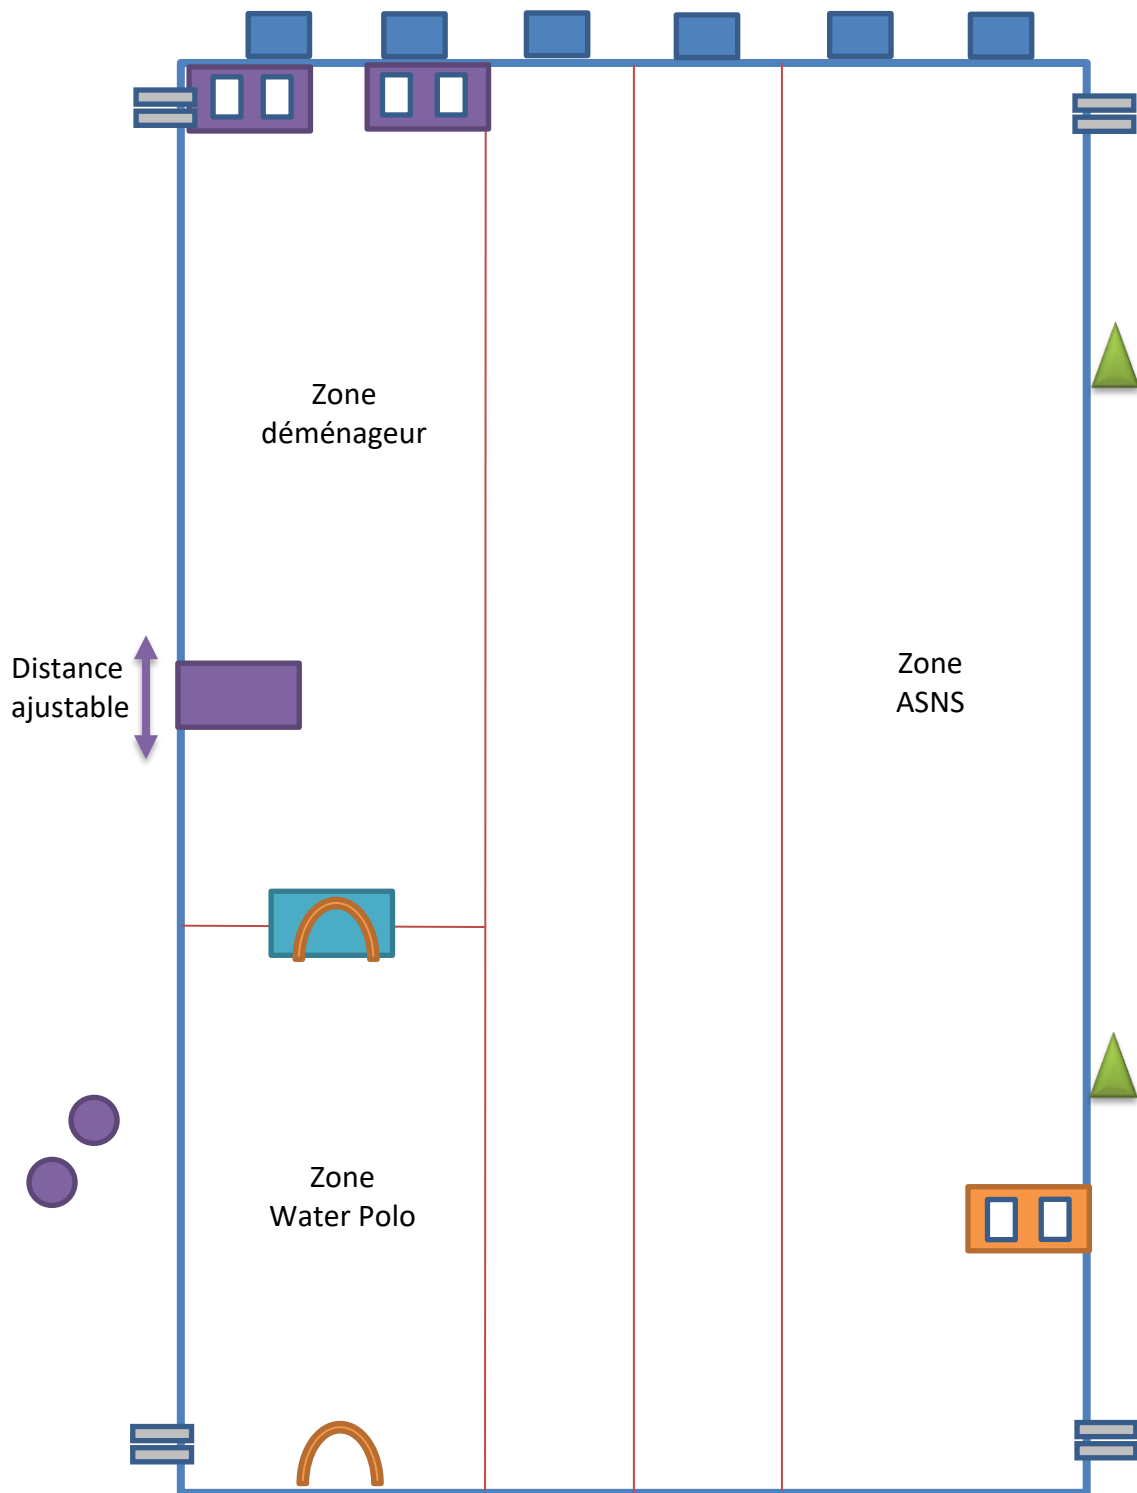 Zone
déménageur
Distance
ajustable
Zone
ASNS
Zone
Water Polo